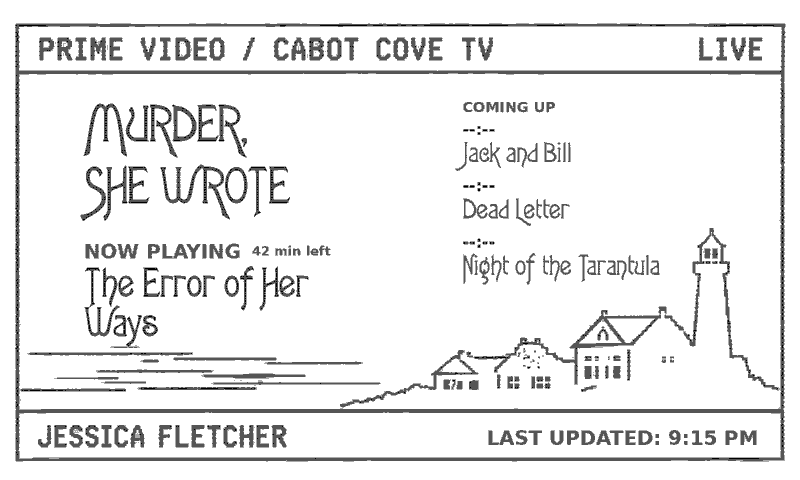 PRIME VIDEO / CABOT COVE TV
LIVE
MURDER,
SHE WROTE
NOW PLAYING 42 min left
The Error of Her
Ways
COMING UP
--:--
Jack and Bill
--:--
Dead Letter
--:--
Night of the Tarantula
JESSICA FLETCHER
LAST UPDATED: 9:15 PM